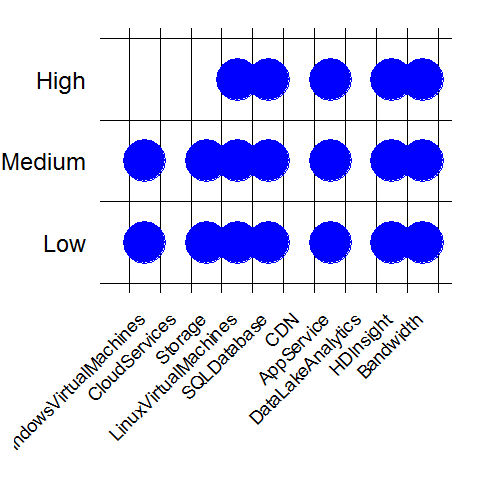 High
Medium
Low
ndowsVirtualMachines
CloudServices
Storage
LinuxVirtualMachines
SQLDatabase
CDN
AppService
DataLakeAnalytics
HDInsight
Bandwidth